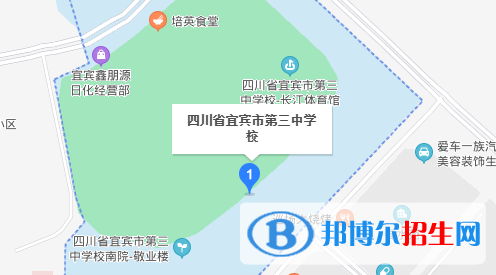 培英食堂
宜宾鑫朋源
日化经营部
四川省宜宾市第三
中学校-长江体育馆
小区
四川省宜宾市第三中学
校
爱车一族汽
美容装饰生
1
四川省宜宾市第三
中学校南院-敬业楼
B
邦博尔招生网